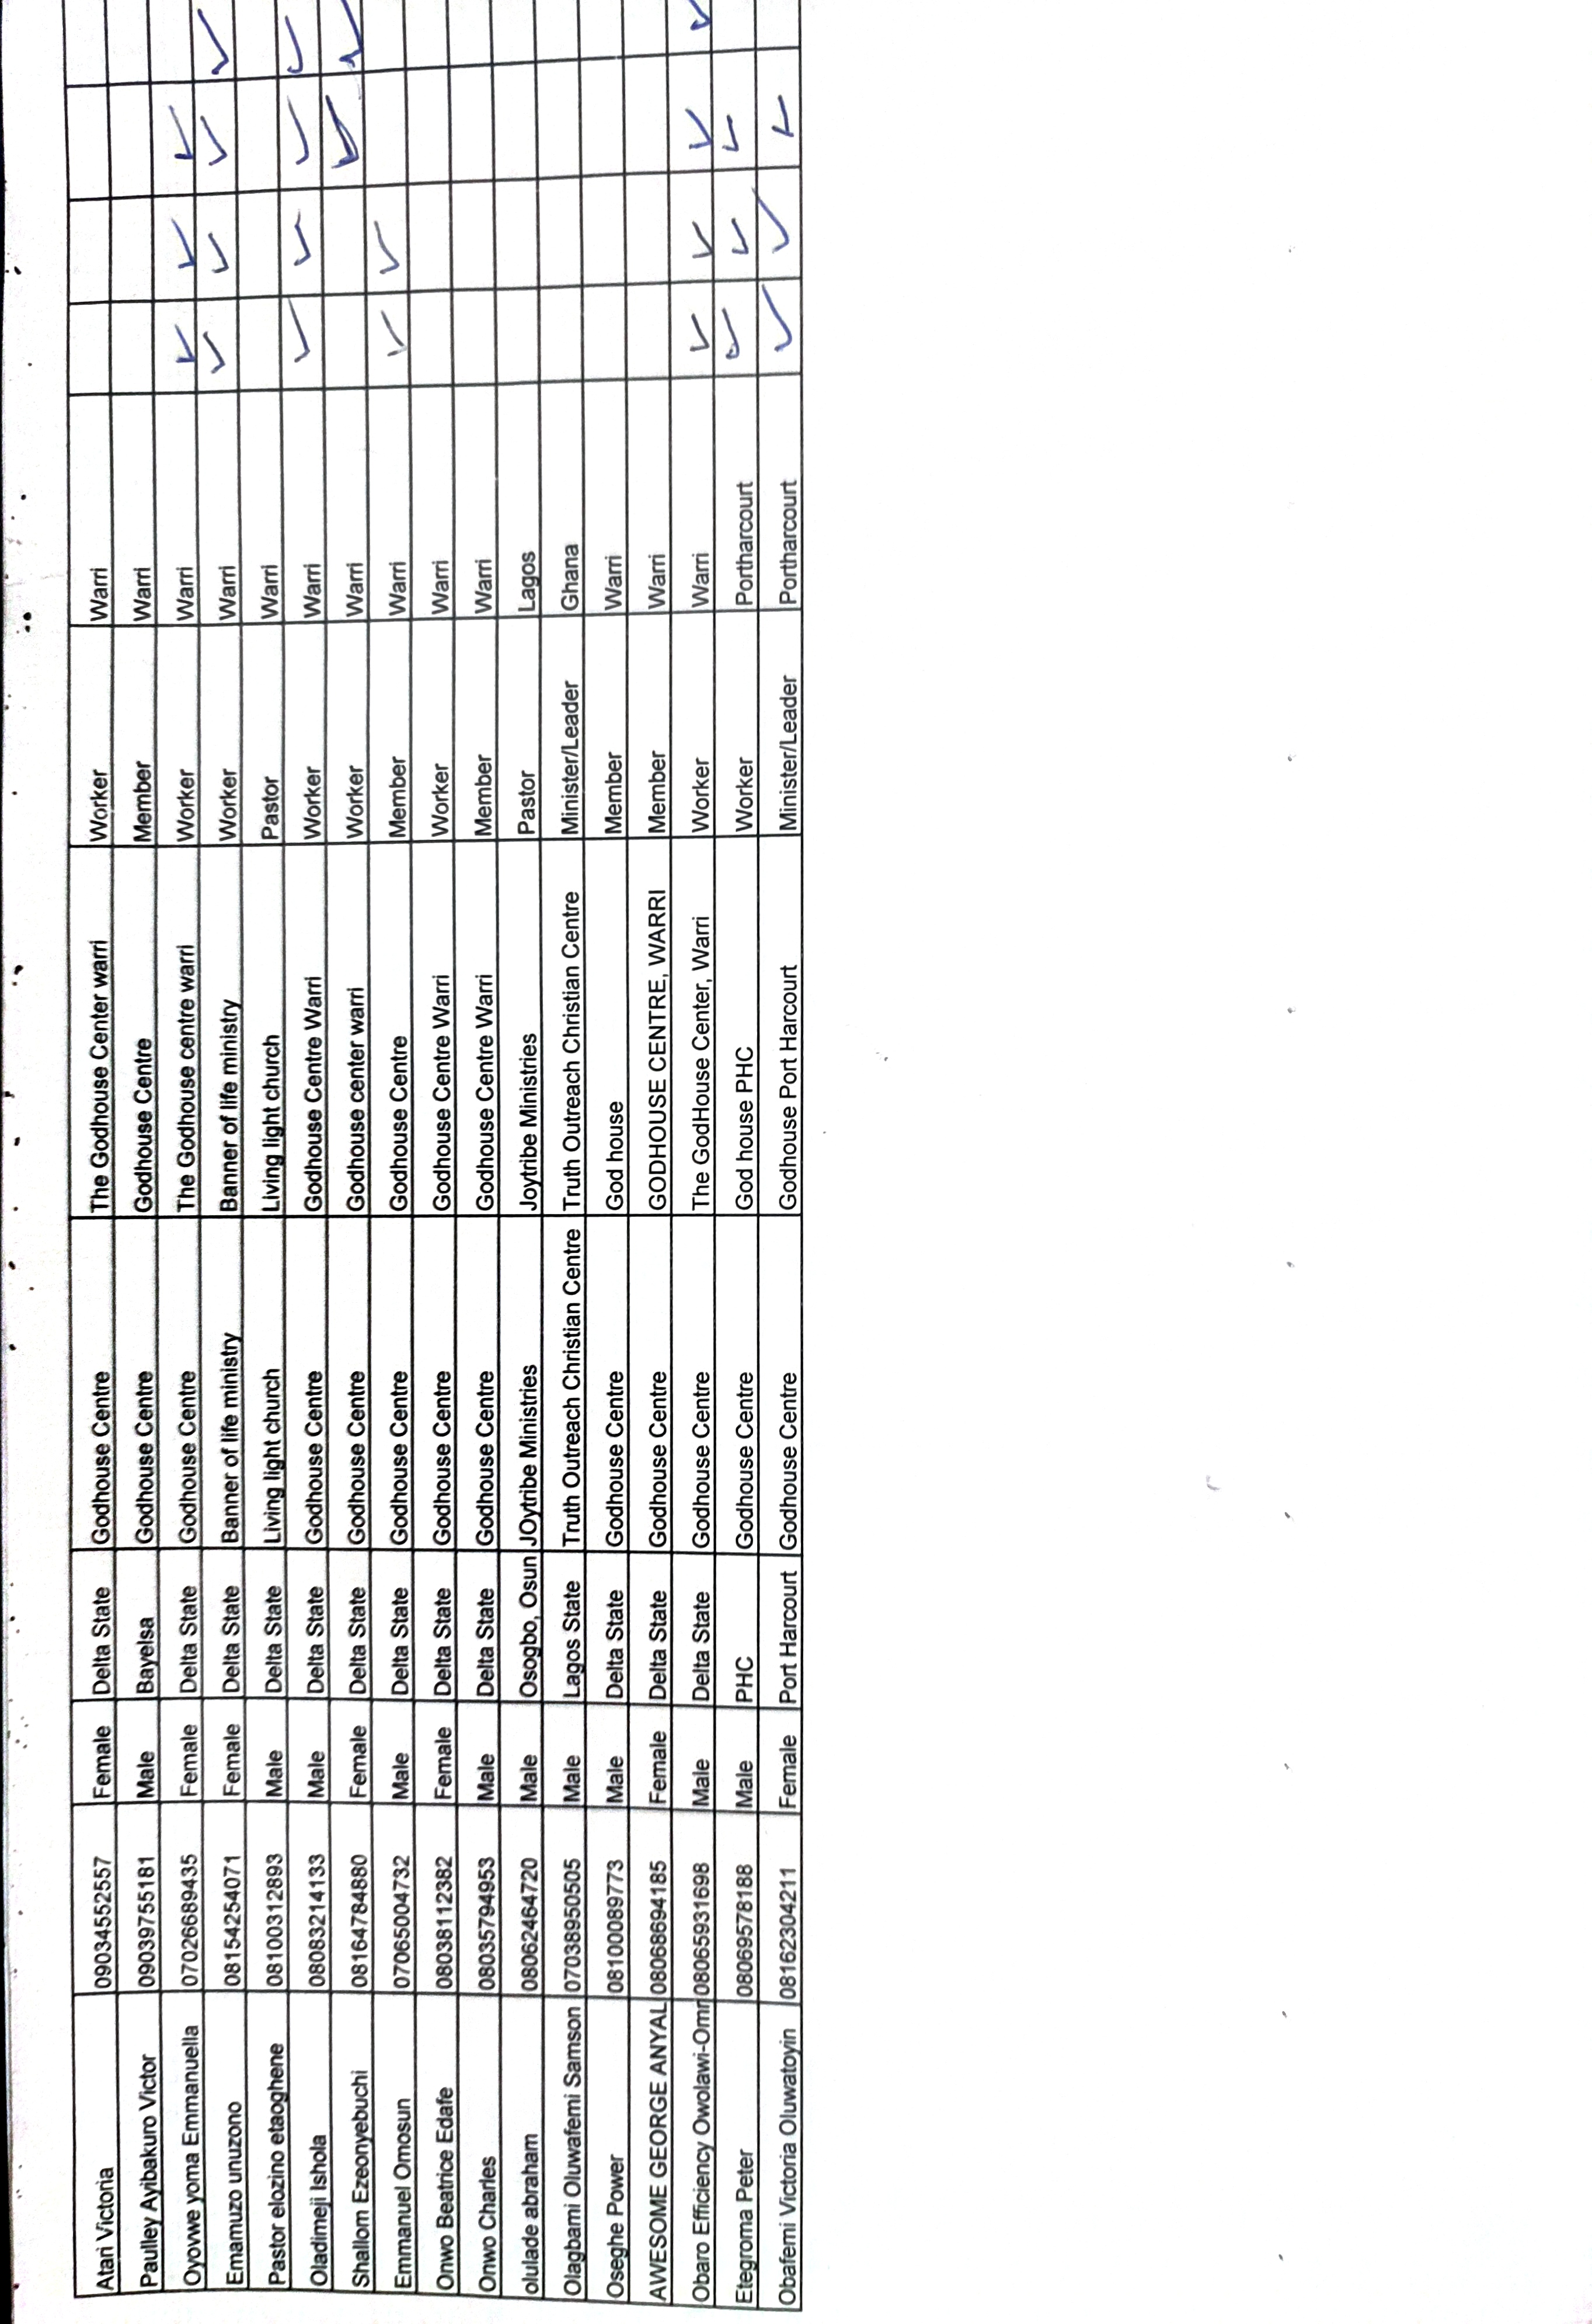 Atari Victoria 09034552557 Female Delta State Godhouse Centre The Godhouse Center warri Worker Warri
Paulley Ayibakuro Victor 09039755181 Male Bayelsa Godhouse Centre Godhouse Centre Member Warri
Oyovwe yoma Emmanuella 07026689435 Female Delta State Godhouse Centre The Godhouse centre warri Worker Warri ✓ ✓ ✓
Emamuzo unuzono 08154254071 Female Delta State Banner of life ministry Banner of life ministry Worker Warri ✓ ✓ ✓ ✓
Pastor elozino etaoghene 08100312893 Male Delta State Living light church Living light church Pastor Warri
Oladimeji Ishola 08083214133 Male Delta State Godhouse Centre Godhouse Centre Warri Worker Warri ✓ ✓ ✓ ✓
Shallom Ezeonyebuchi 08164784880 Female Delta State Godhouse Centre Godhouse center warri Worker Warri ✓ ✓
Emmanuel Omosun 07065004732 Male Delta State Godhouse Centre Godhouse Centre Member Warri ✓ ✓
Onwo Beatrice Edafe 08038112382 Female Delta State Godhouse Centre Godhouse Centre Warri Worker Warri
Onwo Charles 08035794953 Male Delta State Godhouse Centre Godhouse Centre Warri Member Warri
olulade abraham 08062464720 Male Osogbo, Osun JOytribe Ministries Joytribe Ministries Pastor Lagos
Olagbami Oluwafemi Samson 07038950505 Male Lagos State Truth Outreach Christian Centre Truth Outreach Christian Centre Minister/Leader Ghana
Oseghe Power 08100089773 Male Delta State Godhouse Centre God house Member Warri
AWESOME GEORGE ANYAL 08068694185 Female Delta State Godhouse Centre GODHOUSE CENTRE, WARRI Member Warri
Obaro Efficiency Owolawi-Omr 08065931698 Male Delta State Godhouse Centre The GodHouse Center, Warri Worker Warri ✓ ✓ ✓ ✓
Etegroma Peter 08069578188 Male PHC Godhouse Centre God house PHC Worker Portharcourt ✓ ✓ ✓
Obafemi Victoria Oluwatoyin 08162304211 Female Port Harcourt Godhouse Centre Godhouse Port Harcourt Minister/Leader Portharcourt ✓ ✓ ✓